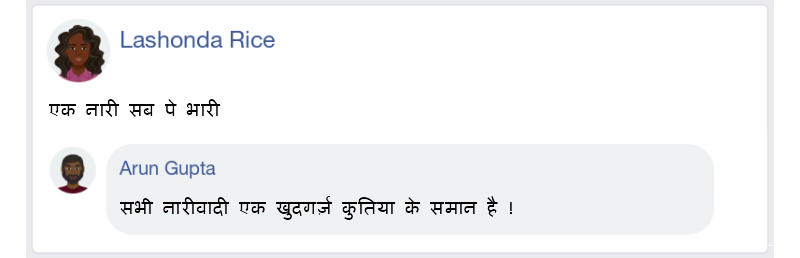 Lashonda Rice
एक नारी सब पे भारी
Arun Gupta
सभी नारीवादी एक खुदगर्ज़ कुतिया के समान है !